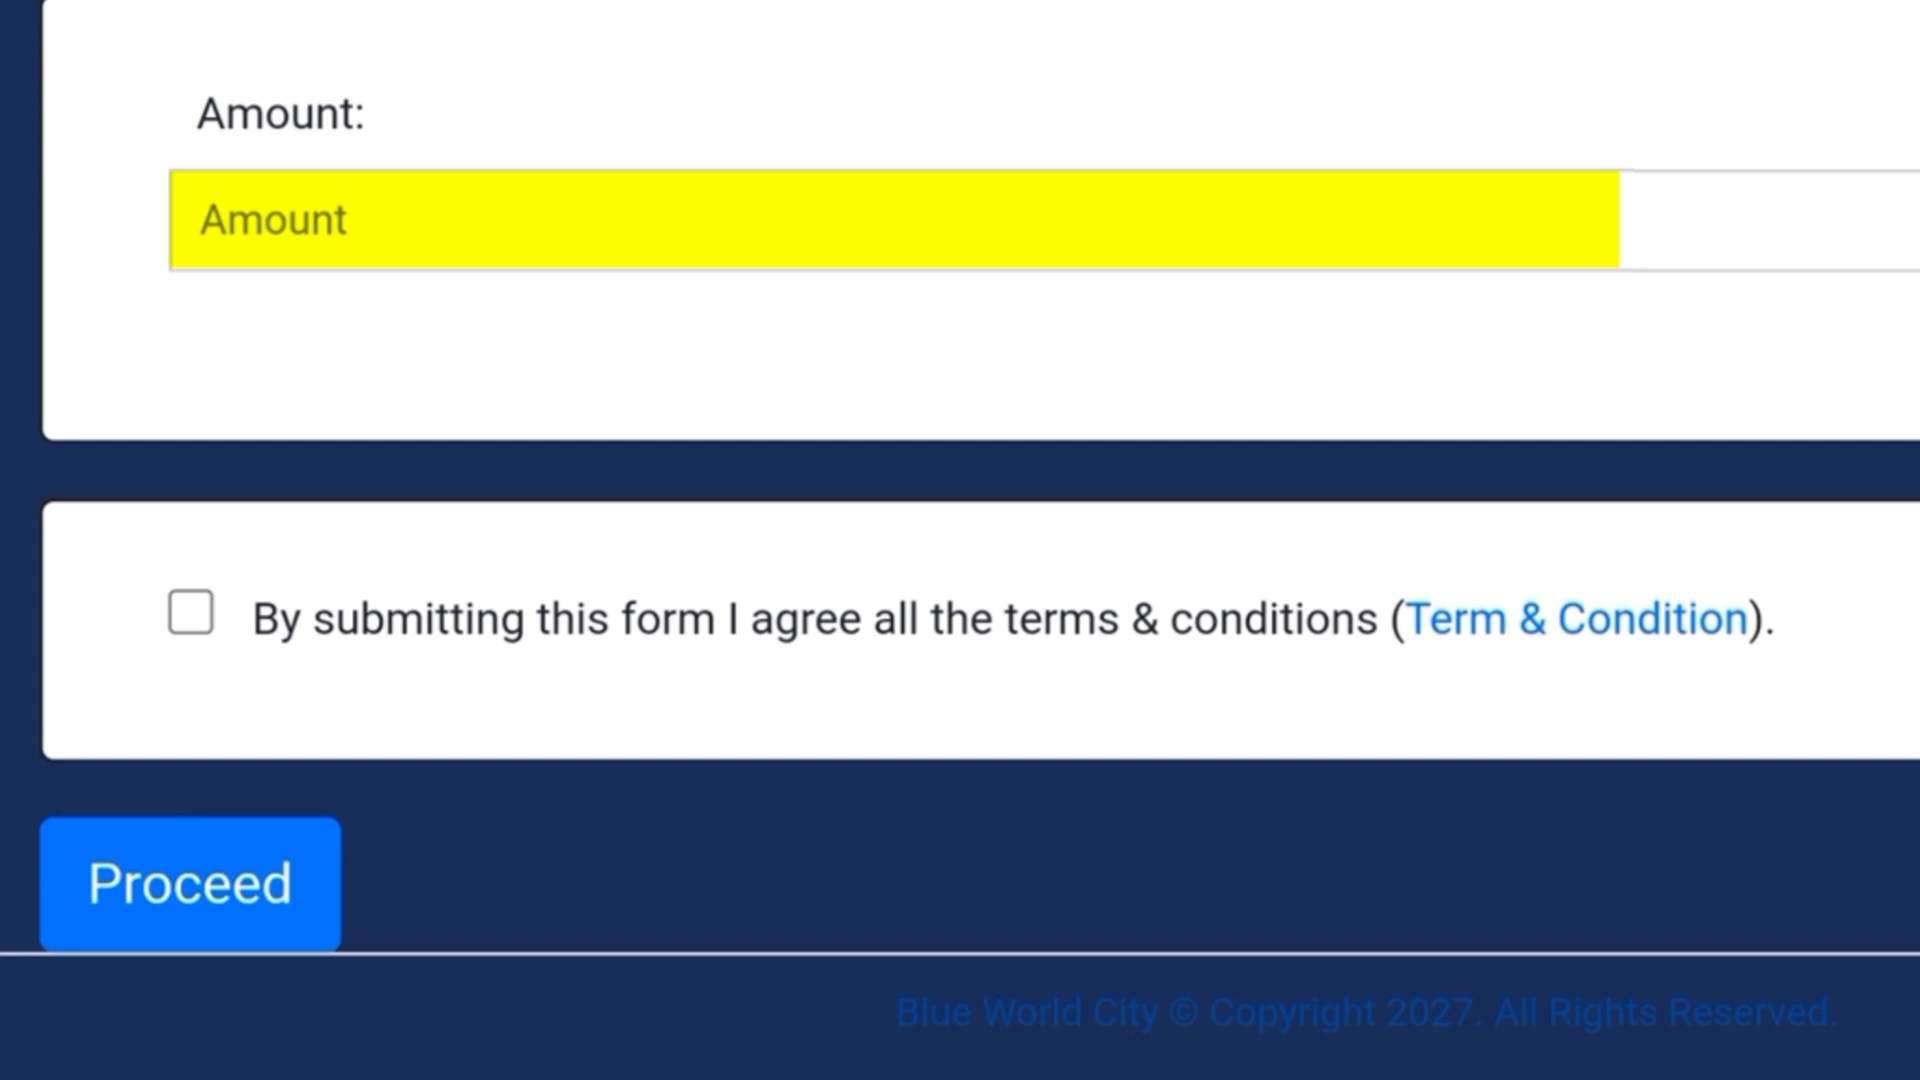 Amount:
Amount
By submitting this form I agree all the terms & conditions (Term & Condition).
Proceed
Blue World City © Copyright 2027. All Rights Reserved.